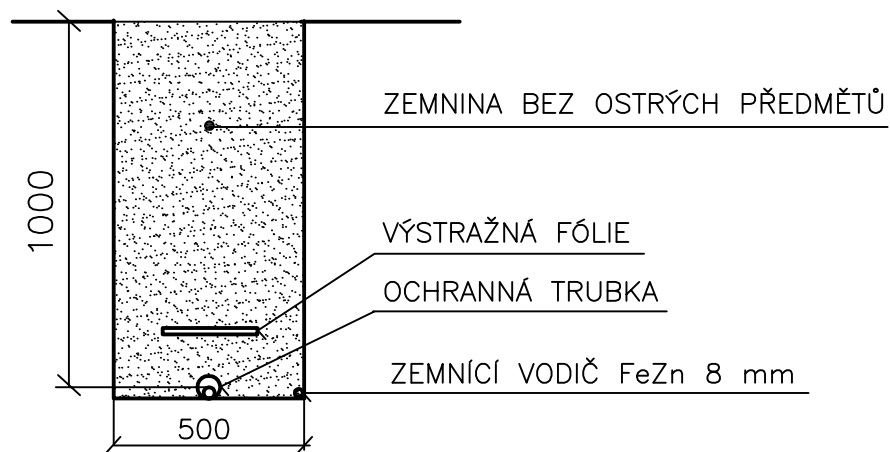 ZEMNINA BEZ OSTRÝCH PŘEDMĚTŮ
1000
VÝSTRAŽNÁ FÓLIE
OCHRANNÁ TRUBKA
ZEMNÍCÍ VODIČ FeZn 8 mm
500